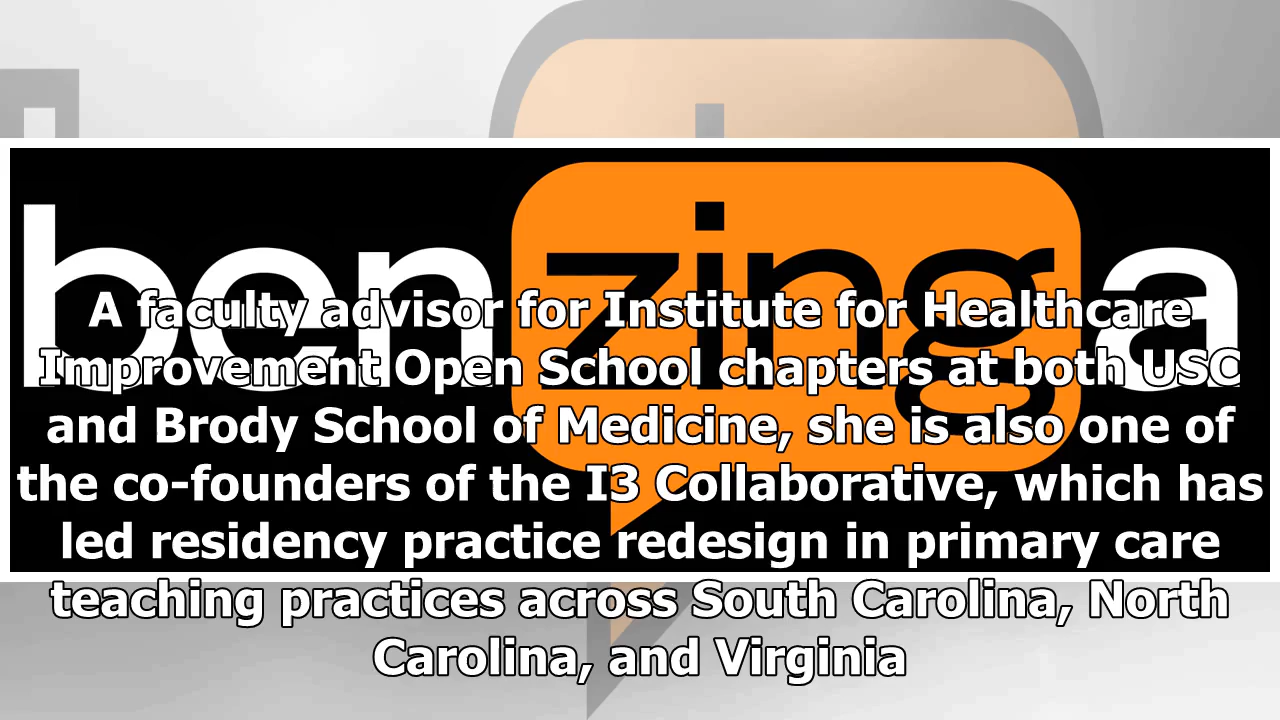 benzinga
A faculty advisor for Institute for Healthcare
Improvement Open School chapters at both USC
and Brody School of Medicine, she is also one of
the co-founders of the I3 Collaborative, which has
led residency practice redesign in primary care
teaching practices across South Carolina, North
Carolina, and Virginia